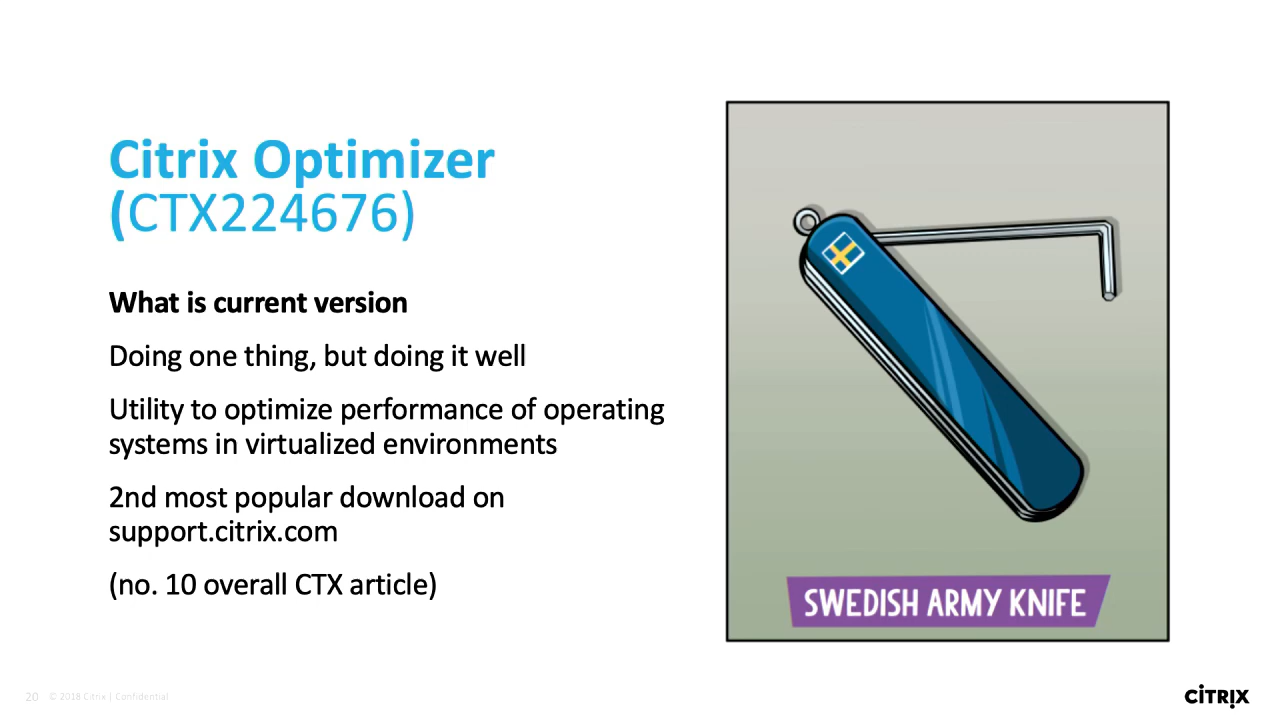 Citrix Optimizer
(CTX224676)
What is current version
Doing one thing, but doing it well
Utility to optimize performance of operating
systems in virtualized environments
2nd most popular download on
support.citrix.com
(no. 10 overall CTX article)
SWEDISH ARMY KNIFE
20 © 2018 Citrix | Confidential
CITRIX